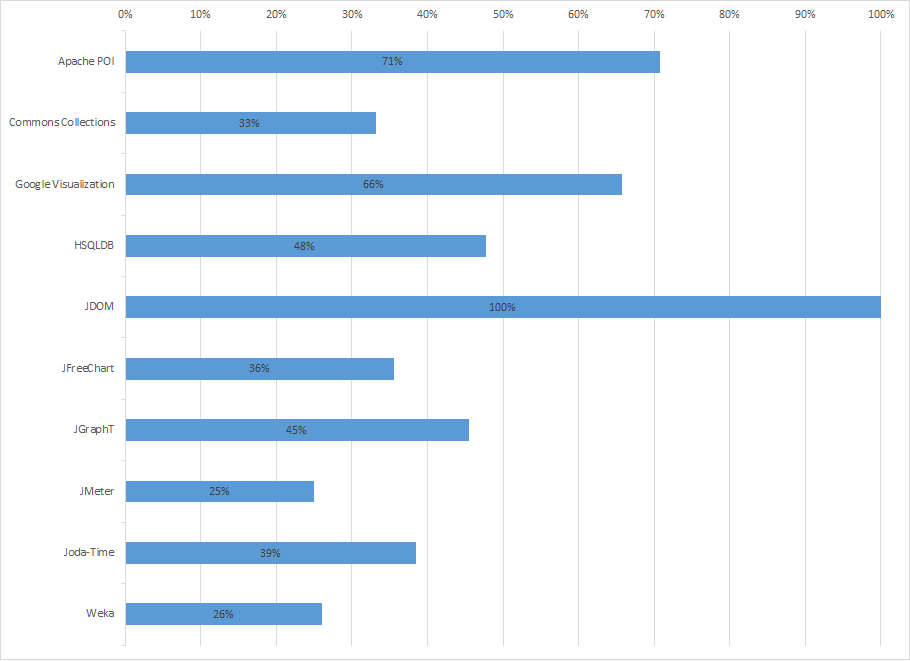 0% 10% 20% 30% 40% 50% 60% 70% 80% 90% 100%
Apache POI 71%
Commons Collections 33%
Google Visualization 66%
HSQLDB 48%
JDOM 100%
JFreeChart 36%
JGraphT 45%
JMeter 25%
Joda-Time 39%
Weka 26%